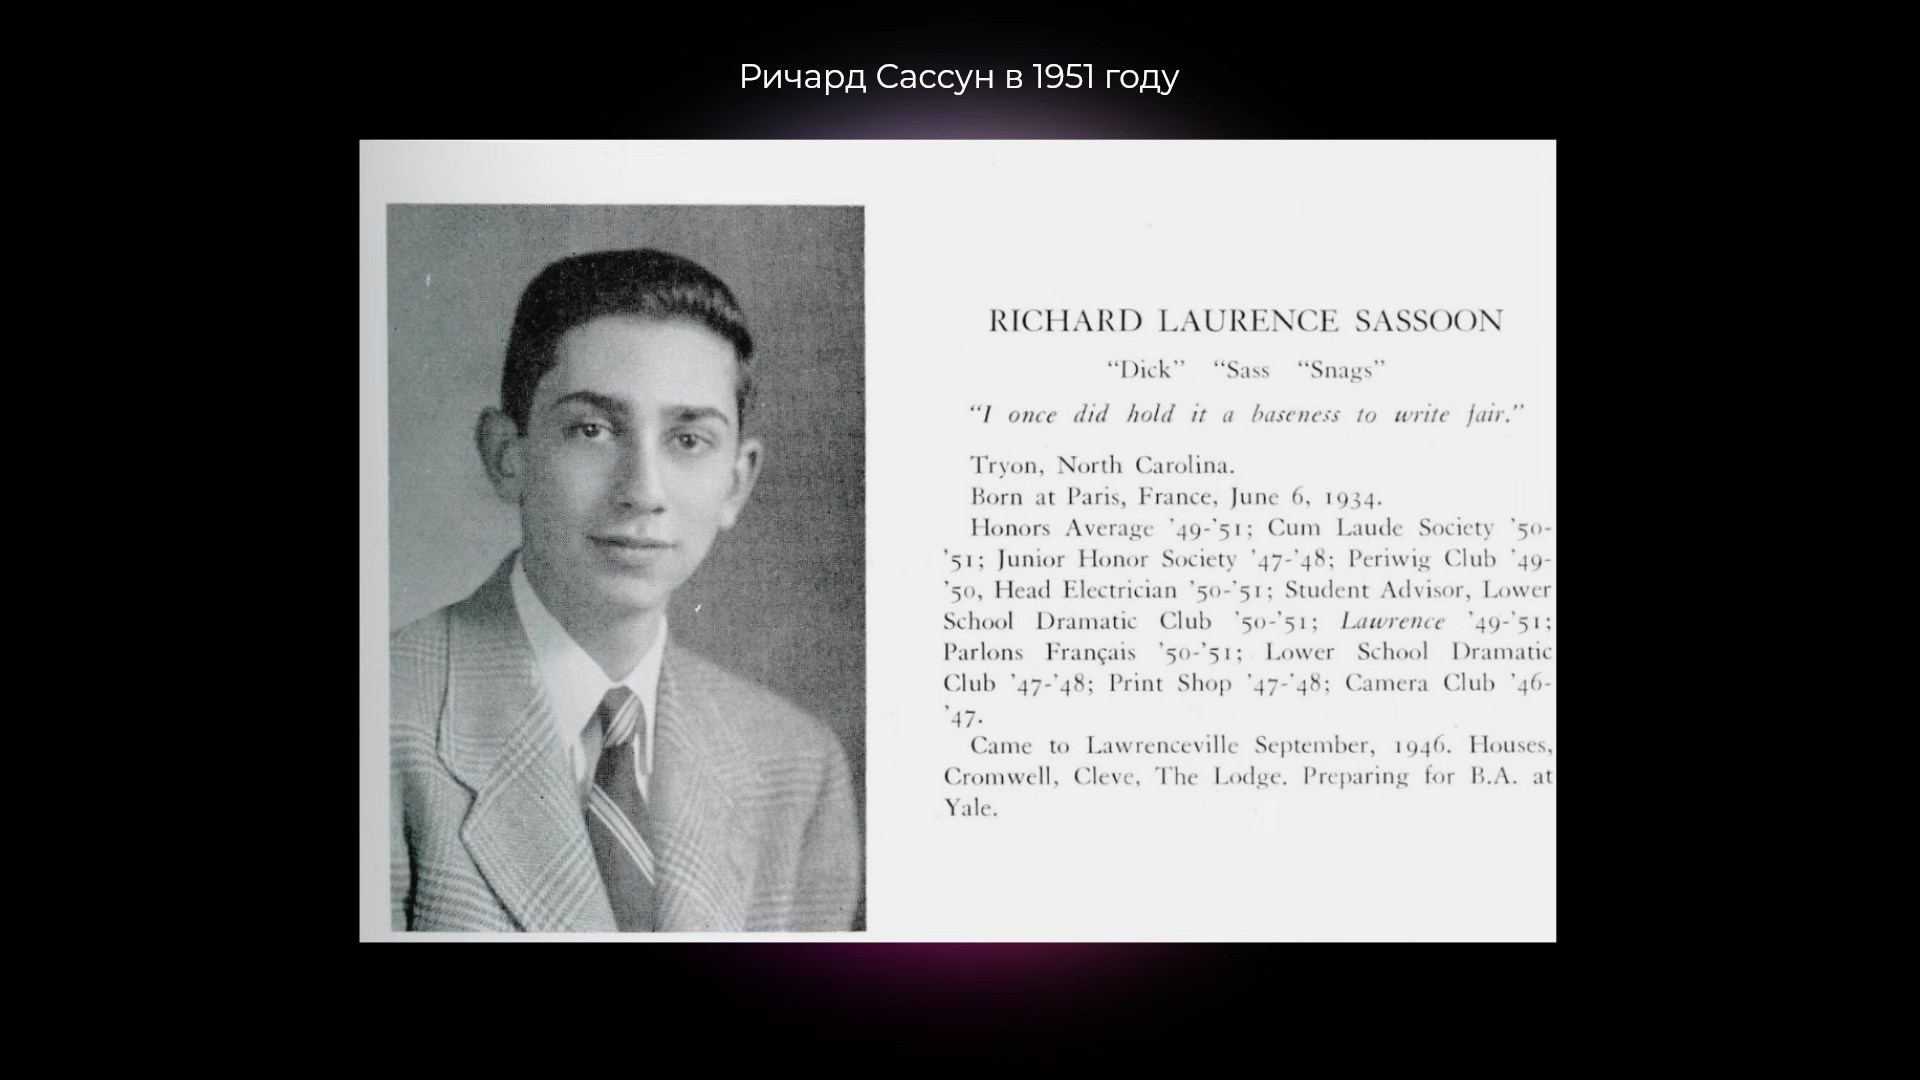 Ричард Сассун в 1951 году
RICHARD LAURENCE SASSOON
“Dick” “Sass “Snags”
“I once did hold it a baseness to write fair.”
Tryon, North Carolina.
Born at Paris, France, June 6, 1934.
Honors Average ’49-’51; Cum Laude Society ’50-
’51; Junior Honor Society ’47-’48; Periwig Club ’49-
’50, Head Electrician ’50-’51; Student Advisor, Lower
School Dramatic Club ’50-’51; Lawrence ’49-’51;
Parlons Français ’50-’51; Lower School Dramatic
Club ’47-’48; Print Shop ’47-’48; Camera Club ’46-
’47.
Came to Lawrenceville September, 1946. Houses,
Cromwell, Cleve, The Lodge. Preparing for B.A. at
Yale.